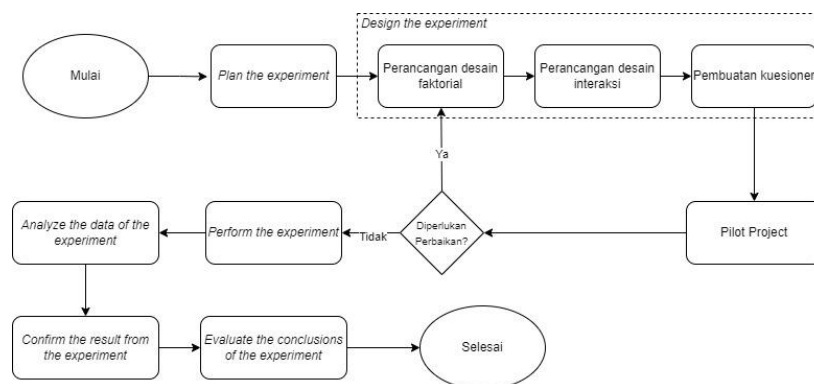 Design the experiment
Mulai
Plan the experiment
Perancangan desain
faktorial
Perancangan desain
interaksi
Pembuatan kuesioner
Ya
Analyze the data of the
experiment
Perform the experiment
Tidak
Diperlukan
Perbaikan?
Pilot Project
Confirm the result from
the experiment
Evaluate the conclusions
of the experiment
Selesai